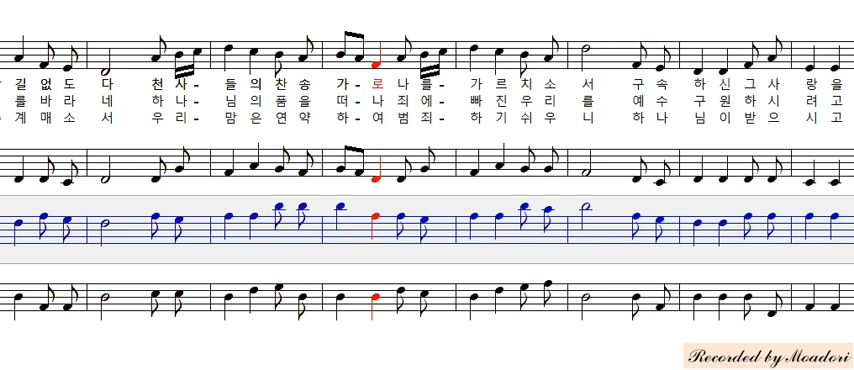 길 없 도 다 천 사 - 들 의 찬 송 가 - 로 나 를 - 가 르 치 소 서 구 속 하 신 그 사 랑 을
를 바 라 네 하 나 - 님 의 품 을 떠 - 나 죄 에 - 빠 진 우 리 를 예 수 구 원 하 시 려 고
계 매 소 서 우 리 - 맘 은 연 약 하 - 여 범 죄 - 하 기 쉬 우 니 하 나 님 이 받 으 시 고
Recorded by Moadori